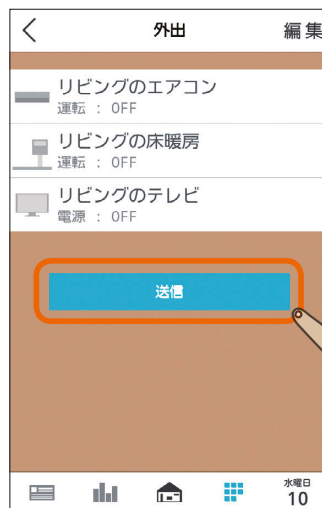 外出
編集
リビングのエアコン
運転 : OFF
リビングの床暖房
運転 : OFF
リビングのテレビ
電源 : OFF
送信
水曜日
10